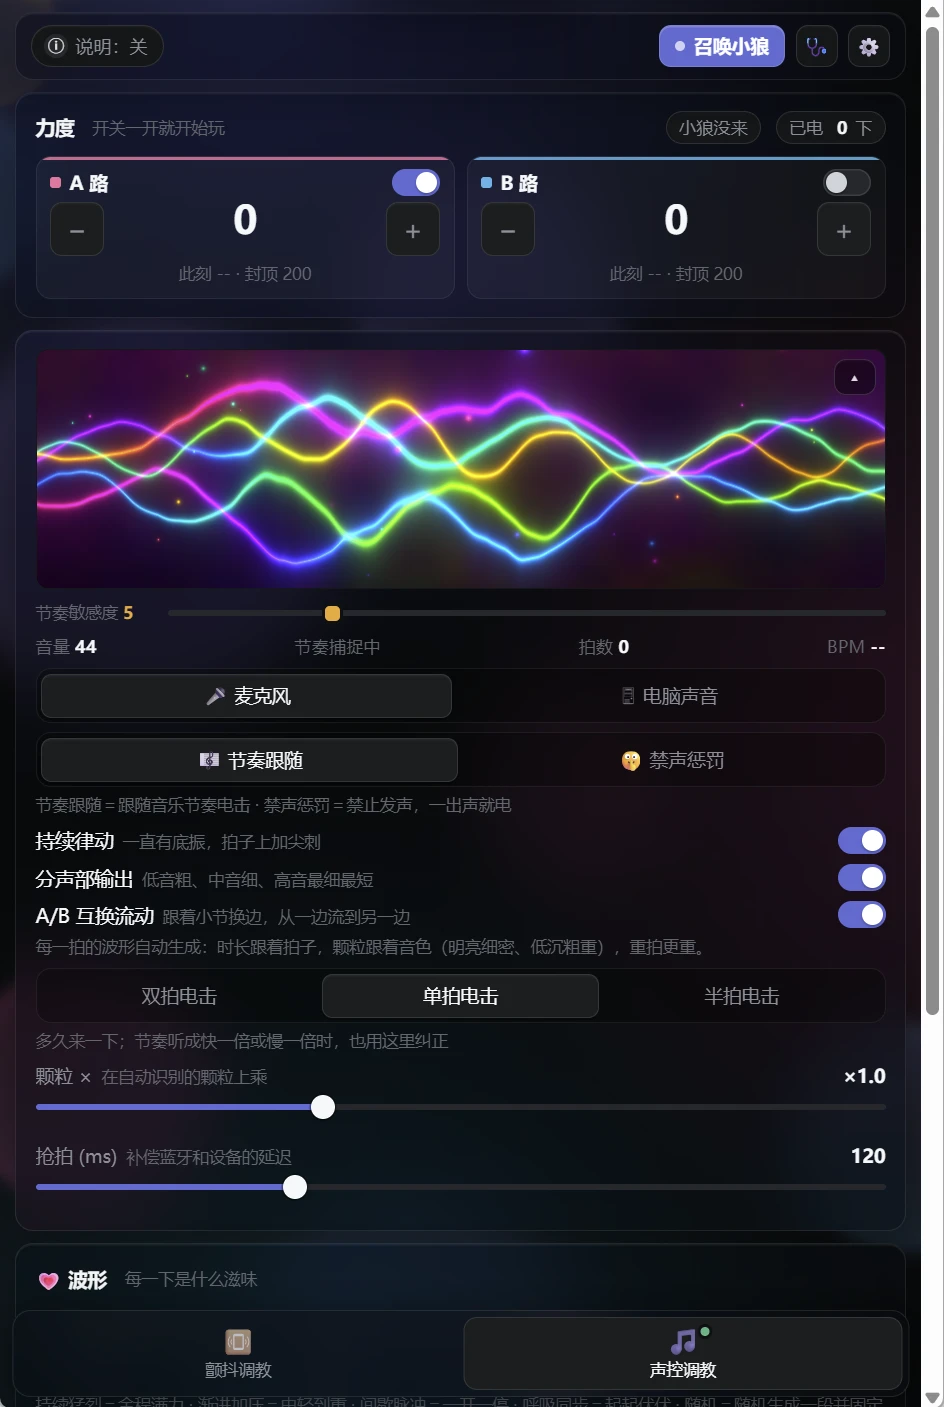 说明：关
召唤小狼
力度 开关一开就开始玩
小狼没来
已电 0 下
A 路
B 路
− 0 +
− 0 +
此刻 -- · 封顶 200
此刻 -- · 封顶 200
节奏敏感度 5
音量 44
节奏捕捉中
拍数 0
BPM --
麦克风
电脑声音
节奏跟随
禁声惩罚
节奏跟随＝跟随音乐节奏电击 · 禁声惩罚＝禁止发声，一出声就电
持续律动 一直有底振，拍子上加尖刺
分声部输出 低音粗、中音细、高音最细最短
A/B 互换流动 跟着小节换边，从一边流到另一边
每一拍的波形自动生成：时长跟着拍子，颗粒跟着音色（明亮细密、低沉粗重），重拍更重。
双拍电击
单拍电击
半拍电击
多久来一下；节奏听成快一倍或慢一倍时，也用这里纠正
颗粒 × 在自动识别的颗粒上乘
×1.0
抢拍 (ms) 补偿蓝牙和设备的延迟
120
波形 每一下是什么滋味
颤抖调教
声控调教